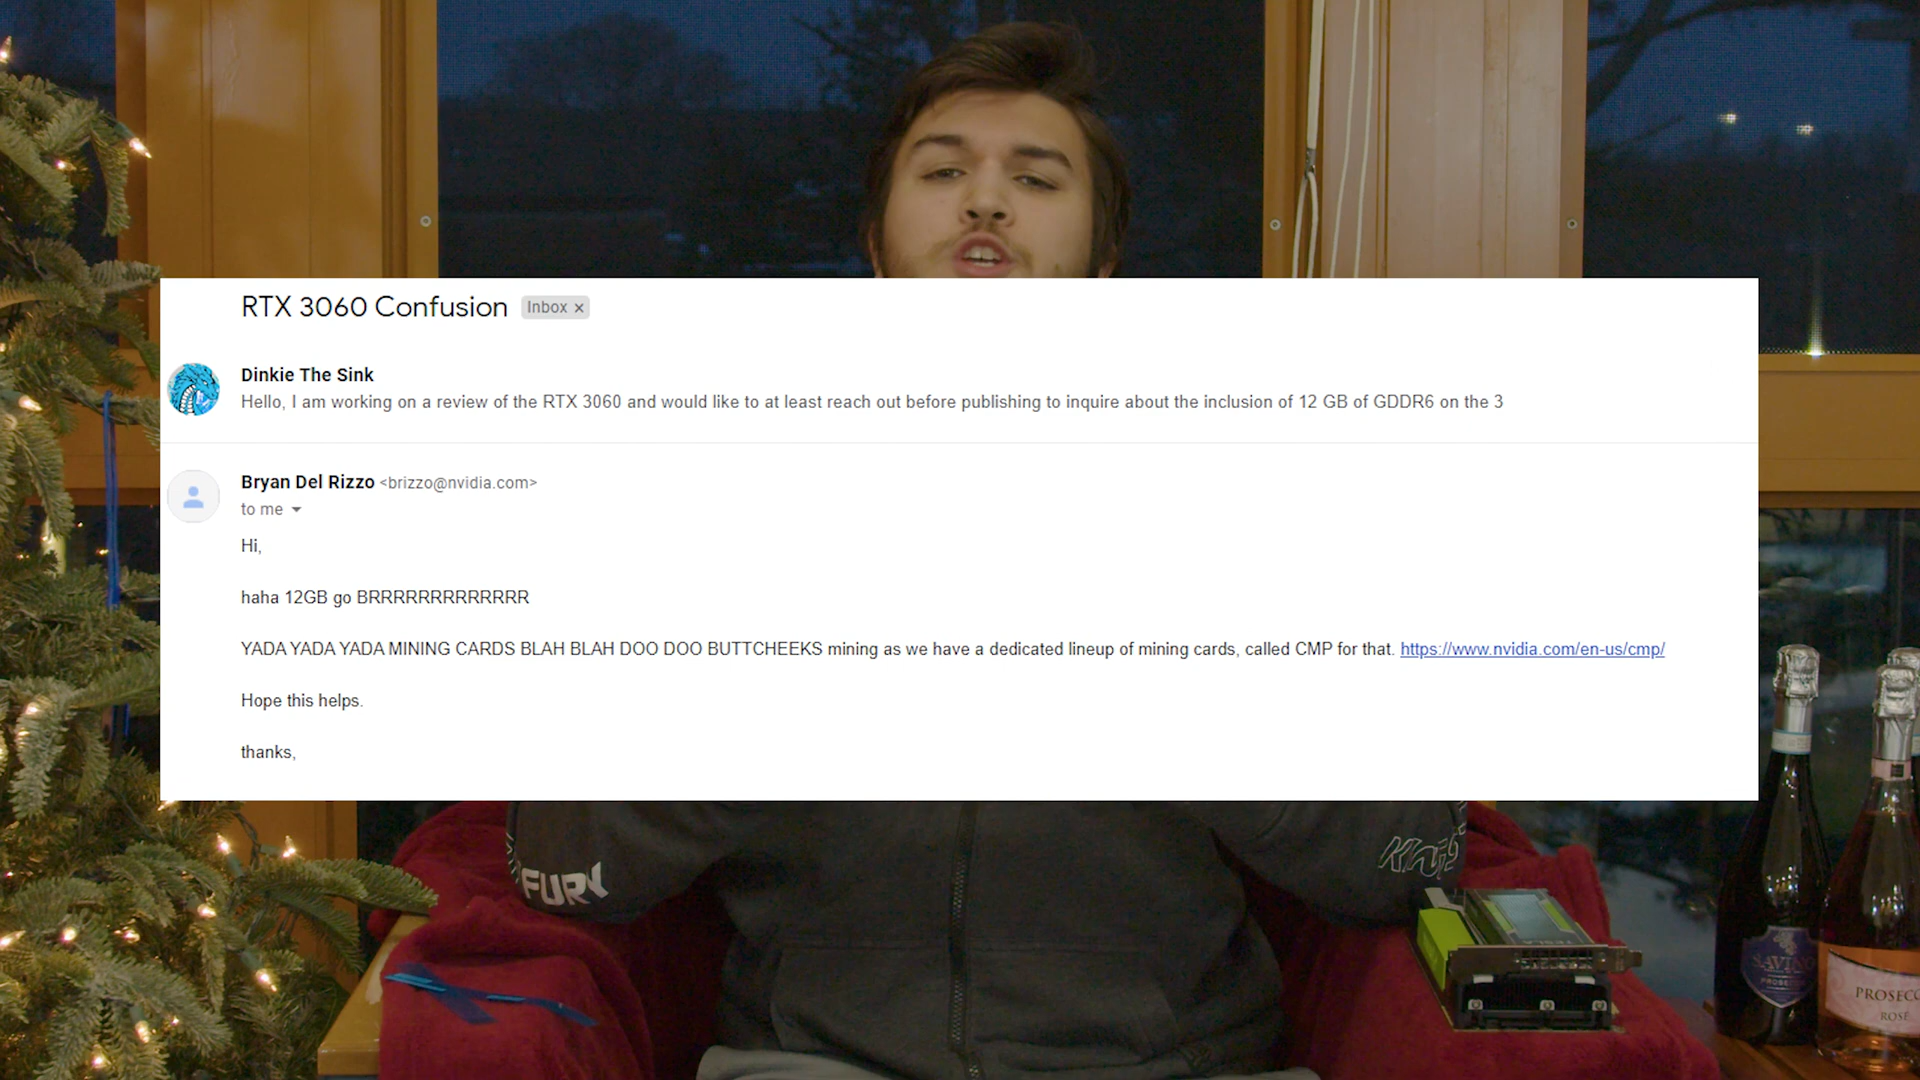 RTX 3060 Confusion Inbox ×
Dinkie The Sink
Hello, I am working on a review of the RTX 3060 and would like to at least reach out before publishing to inquire about the inclusion of 12 GB of GDDR6 on the 3
Bryan Del Rizzo <brizzo@nvidia.com>
to me
Hi,
haha 12GB go BRRRRRRRRRRRRR
YADA YADA YADA MINING CARDS BLAH BLAH DOO DOO BUTTCHEEKS mining as we have a dedicated lineup of mining cards, called CMP for that. https://www.nvidia.com/en-us/cmp/
Hope this helps.
thanks,
FURY
TESLA
PROSECCO
ROSÉ